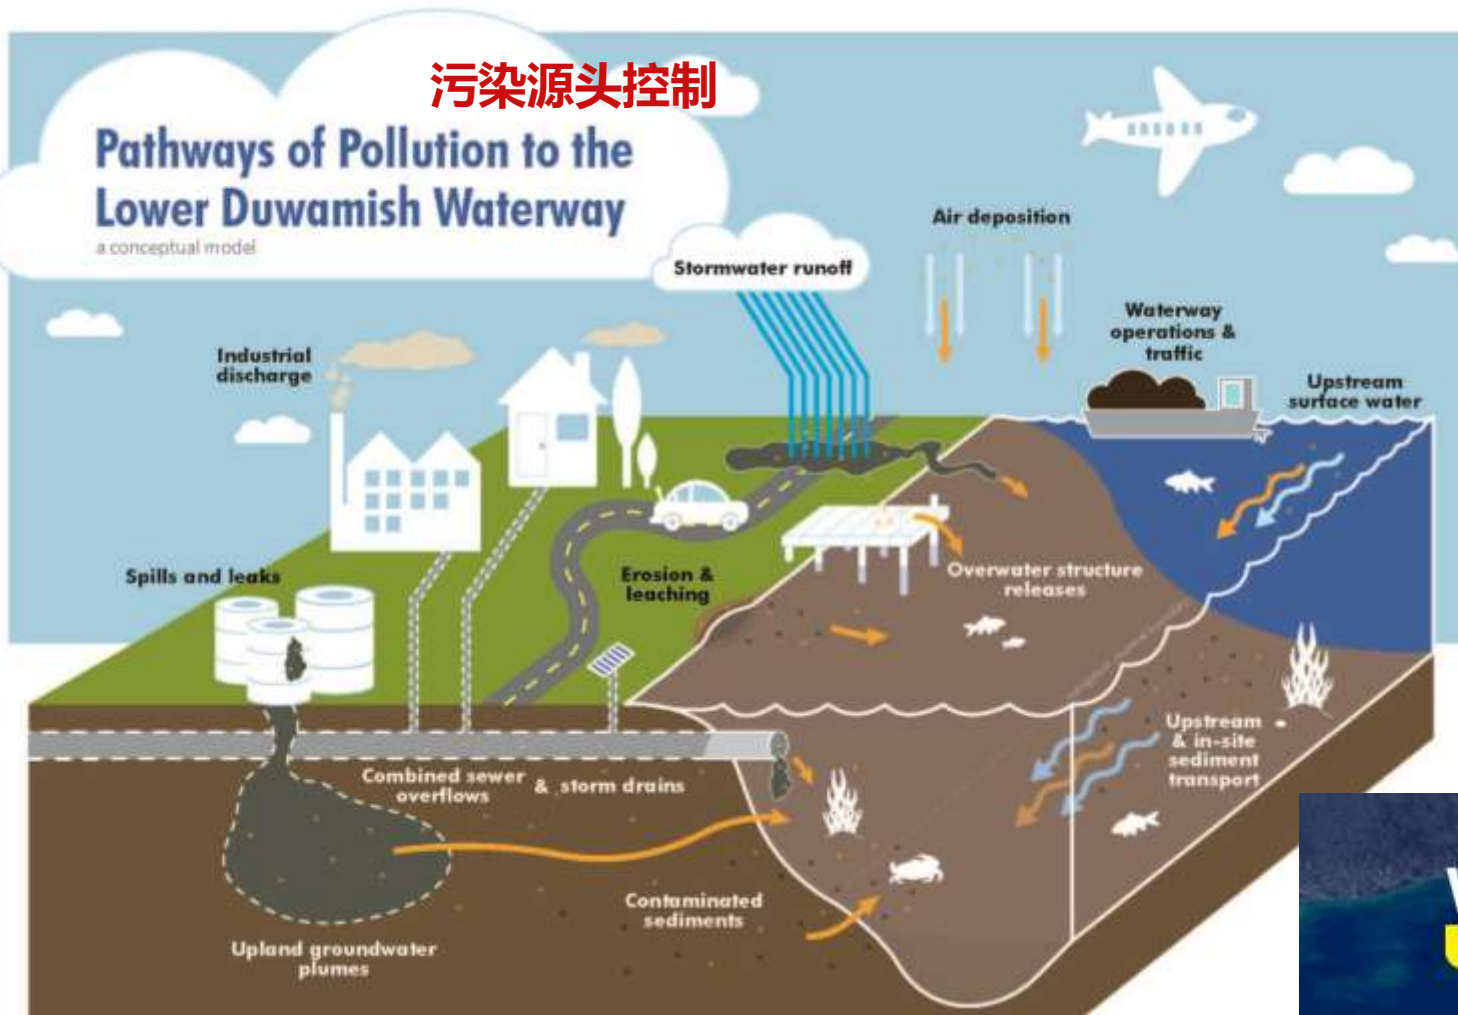 污染源头控制
Pathways of Pollution to the
Lower Duwamish Waterway
a conceptual model
Air deposition
Stormwater runoff
Waterway
operations &
traffic
Industrial
discharge
Upstream
surface water
Spills and leaks
Erosion &
leaching
Overwater structure
releases
Upstream
& in-site
sediment
transport
Combined sewer
overflows
& storm drains
Contaminated
sediments
Upland groundwater
plumes